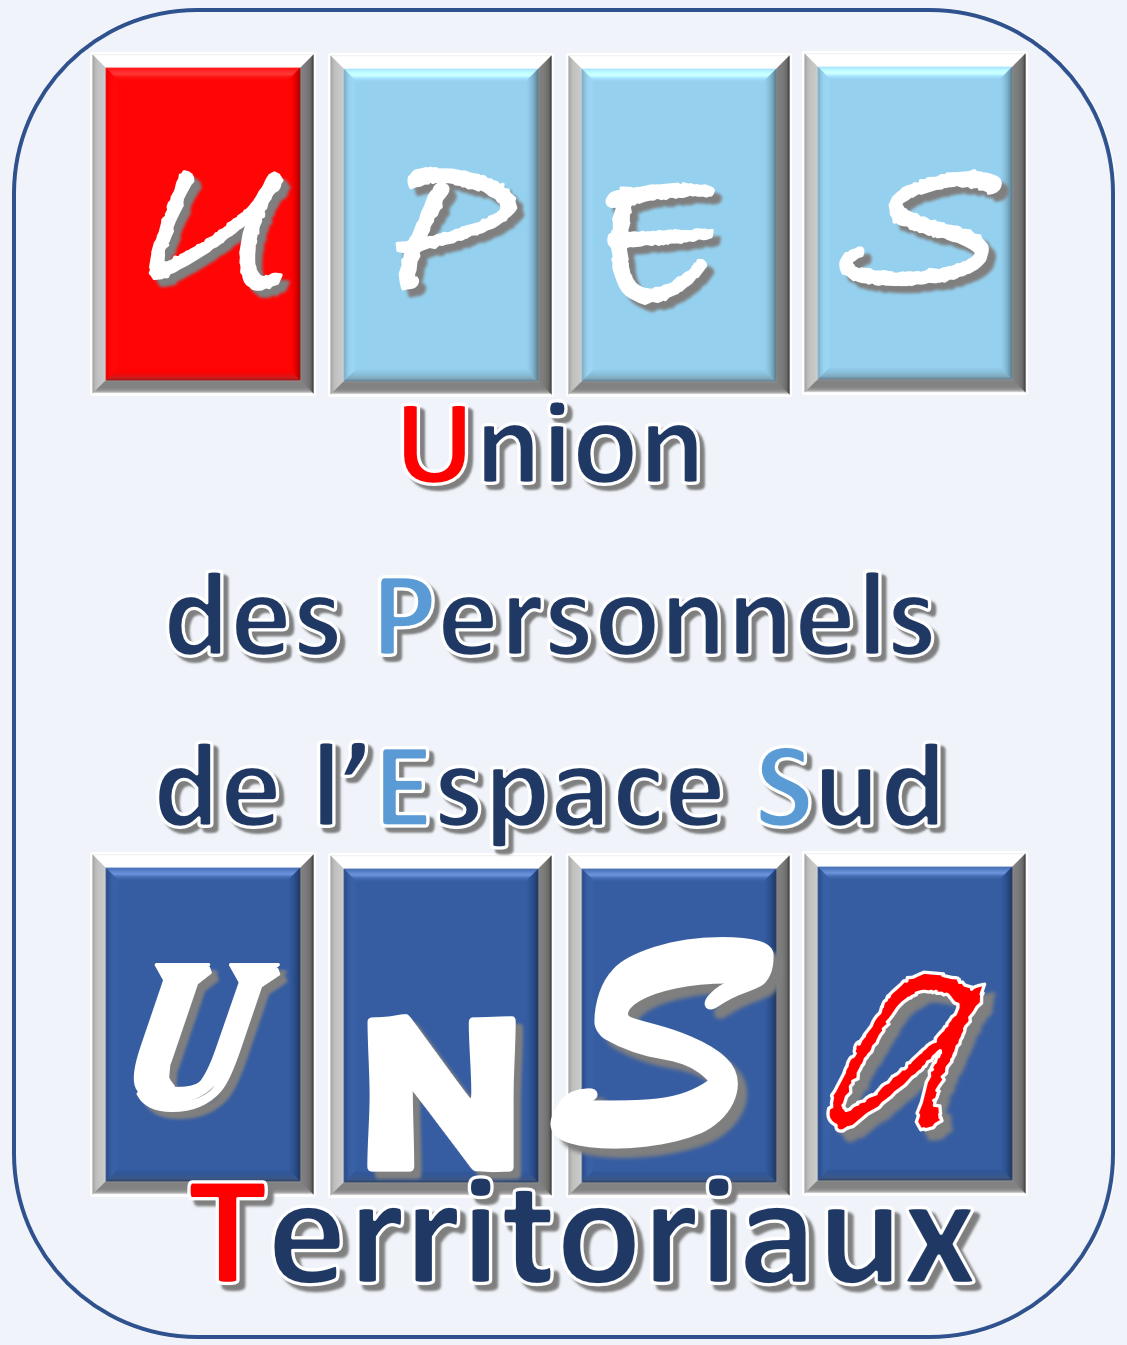 UPES
Union
des Personnels
de l’Espace Sud
UNSA
Territoriaux